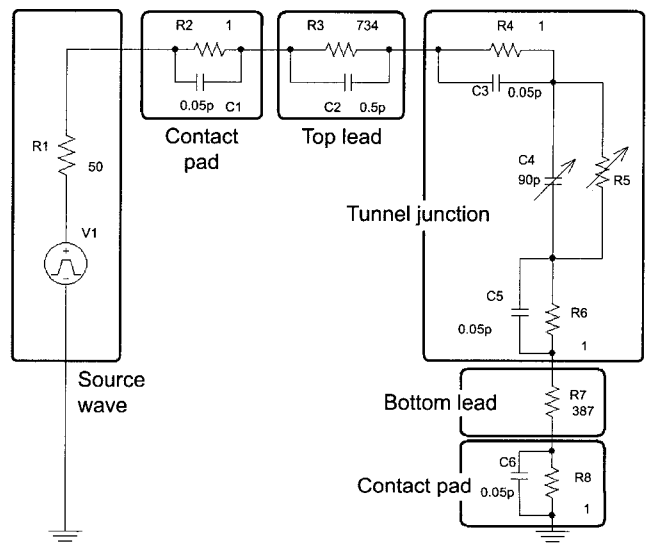 R2 1
0.05p C1
Contact
pad
R3 734
C2 0.5p
Top lead
R4 1
C3 0.05p
R1
50
V1
+
Source
wave
C4
90p
R5
Tunnel junction
C5
0.05p
R6
1
Bottom lead
R7
387
C6
0.05p
R8
1
Contact pad